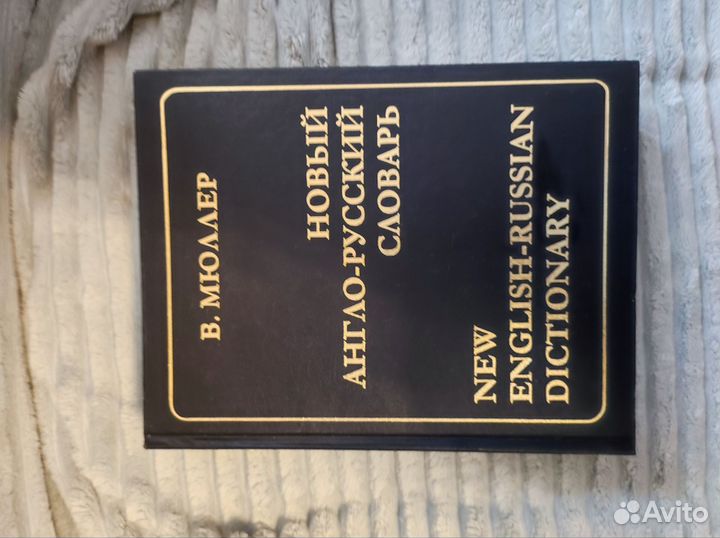 В. МЮЛЛЕР
НОВЫЙ
АНГЛО-РУССКИЙ
СЛОВАРЬ
NEW
ENGLISH-RUSSIAN
DICTIONARY
Avito